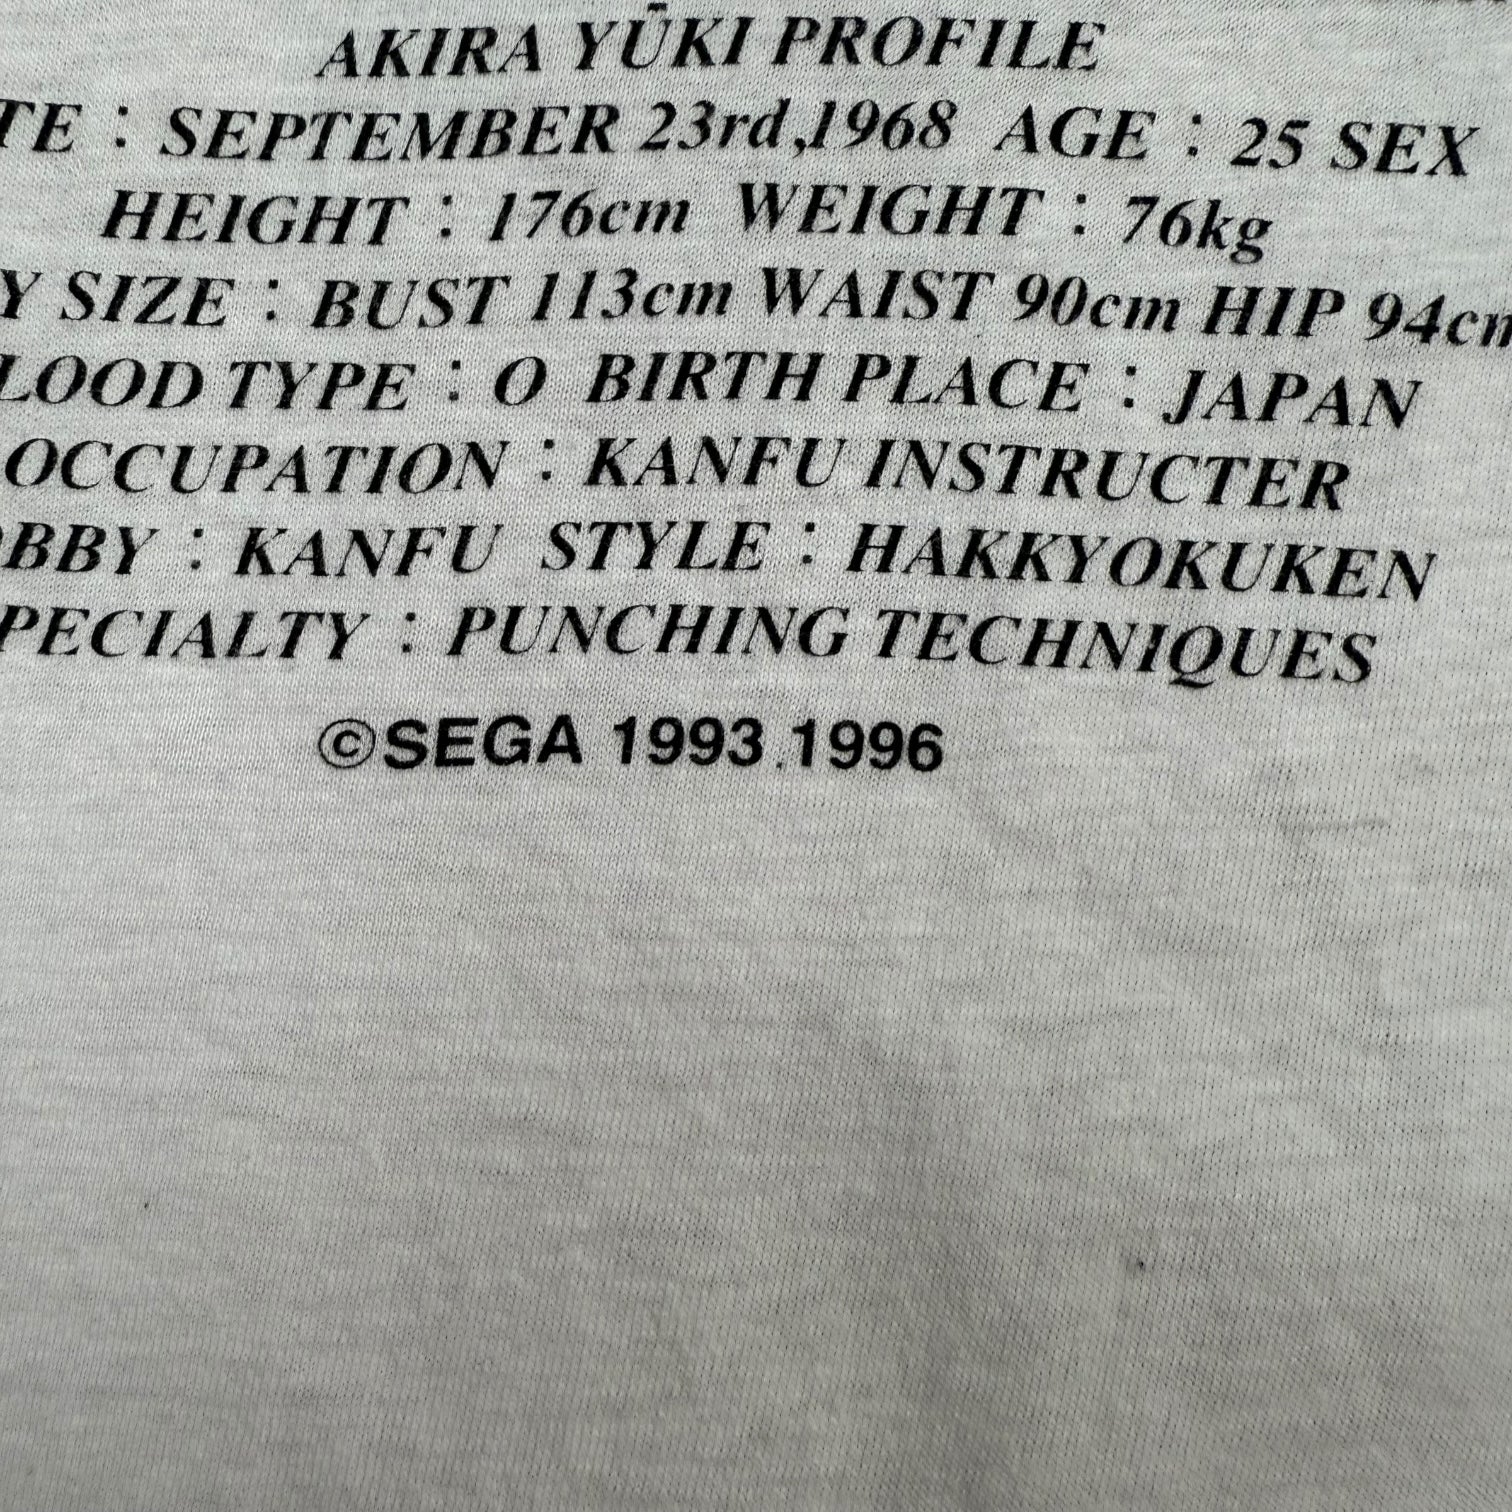 AKIRA YŪKI PROFILE
TE : SEPTEMBER 23rd,1968 AGE : 25 SEX
HEIGHT : 176cm WEIGHT : 76kg
Y SIZE : BUST 113cm WAIST 90cm HIP 94cm
LOOD TYPE : O BIRTH PLACE : JAPAN
OCCUPATION : KANFU INSTRUCTER
OBBY : KANFU STYLE : HAKKYOKUKEN
PECIALTY : PUNCHING TECHNIQUES
©SEGA 1993.1996